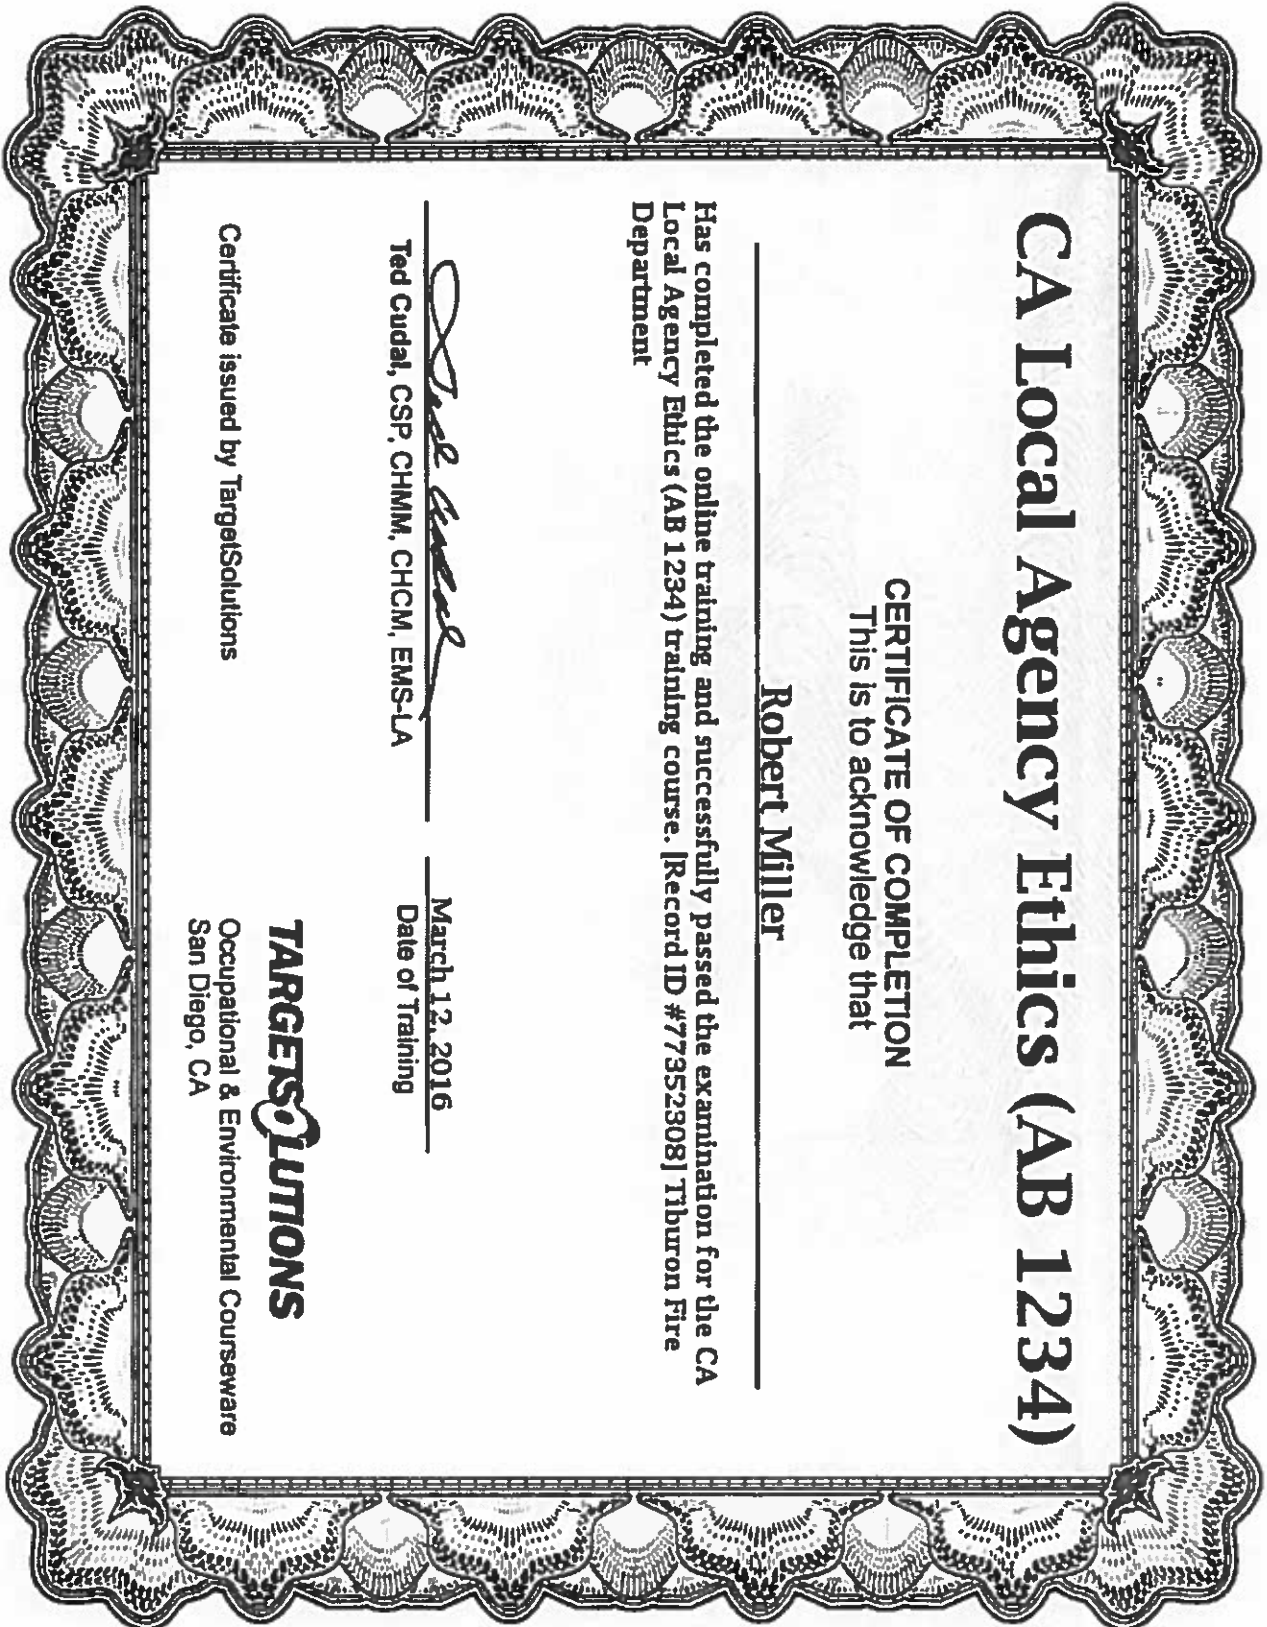 CA Local Agency Ethics (AB 1234)
CERTIFICATE OF COMPLETION
This is to acknowledge that
Robert Miller
Has completed the online training and successfully passed the examination for the CA
Local Agency Ethics (AB 1234) training course. [Record ID #77352308] Tiburon Fire
Department
March 12, 2016
Ted Cudal, CSP, CHMM, CHCM, EMS-LA
Date of Training
TARGETSOLUTIONS
Certificate issued by TargetSolutions
Occupational & Environmental Courseware
San Diego, CA